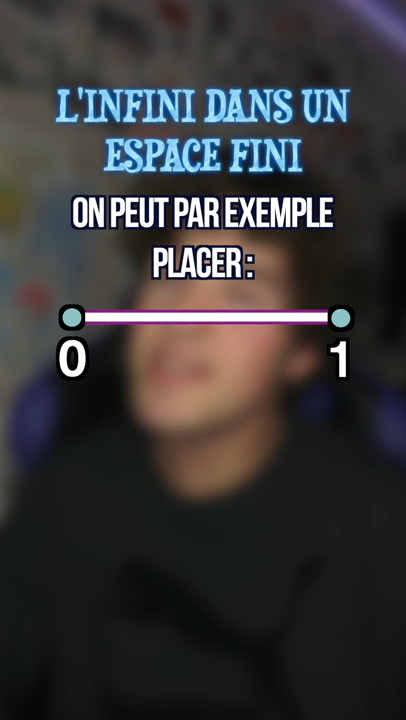 L'INFINI DANS UN
ESPACE FINI
ON PEUT PAR EXEMPLE
PLACER :
0 1